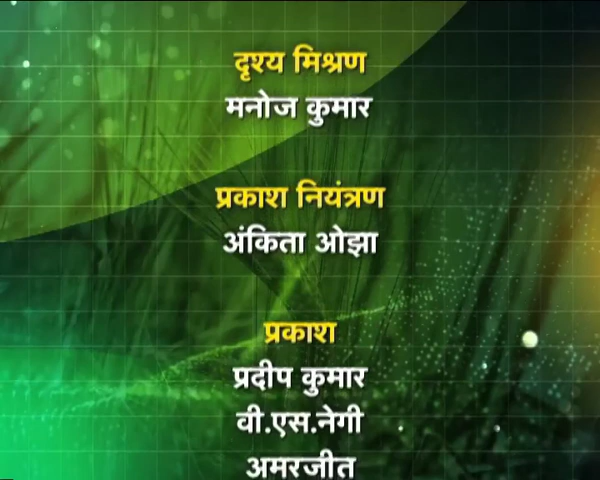 दृश्य मिश्रण
मनोज कुमार
प्रकाश नियंत्रण
अंकिता ओझा
प्रकाश
प्रदीप कुमार
वी.एस.नेगी
अमरजीत